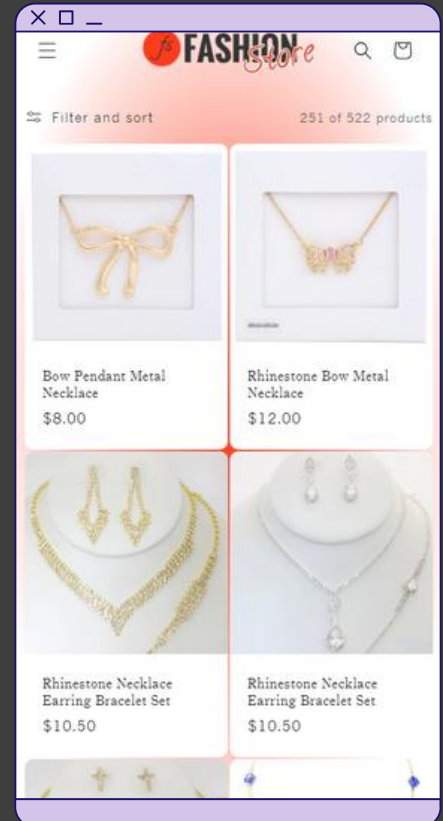 fs FASHION
Store
Filter and sort
251 of 522 products
Bow Pendant Metal
Necklace
$8.00
Rhinestone Bow Metal
Necklace
$12.00
Rhinestone Necklace
Earring Bracelet Set
$10.50
Rhinestone Necklace
Earring Bracelet Set
$10.50